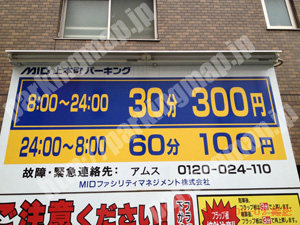 MID 上本町 パーキング
8:00〜24:00 30分 300円
24:00〜8:00 60分 100円
故障・緊急連絡先: アムス 0120-024-110
MIDファシリティマネジメント株式会社
ご注意ください